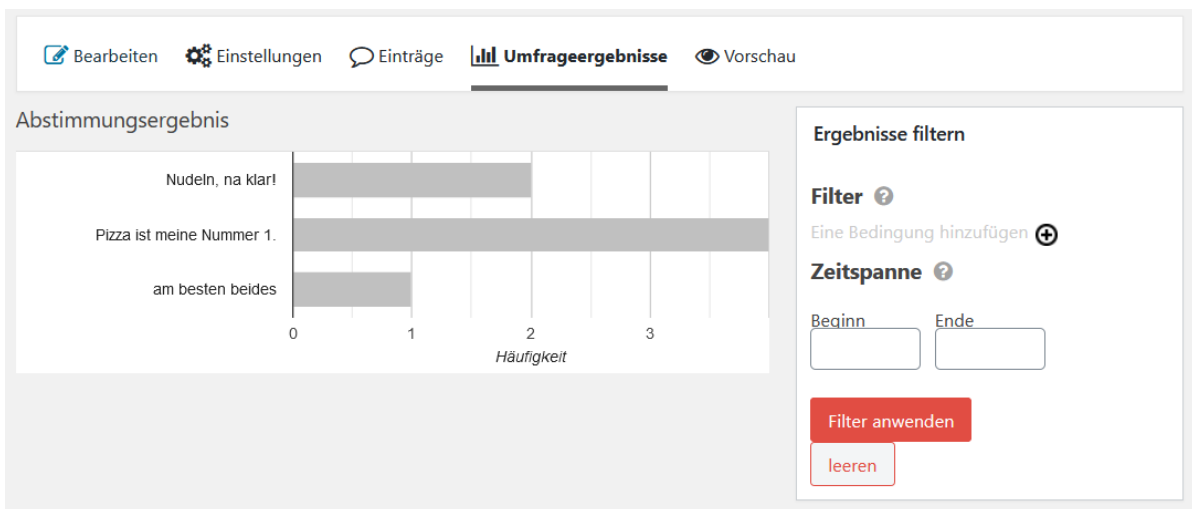 Bearbeiten Einstellungen Einträge Umfrageergebnisse Vorschau
Abstimmungsergebnis
Nudeln, na klar!
Pizza ist meine Nummer 1.
am besten beides
0 1 2 3
Häufigkeit
Ergebnisse filtern
Filter ?
Eine Bedingung hinzufügen
Zeitspanne ?
Beginn Ende
Filter anwenden
leeren